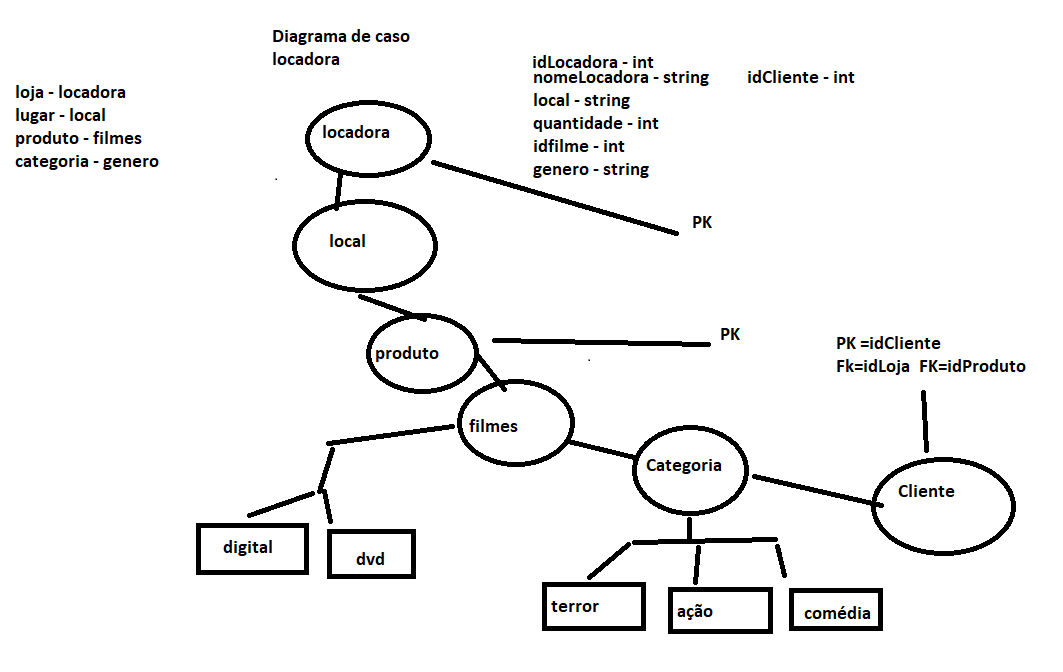 Diagrama de caso
locadora
loja - locadora
lugar - local
produto - filmes
categoria - genero
idLocadora - int
nomeLocadora - string
idCliente - int
local - string
quantidade - int
idfilme - int
genero - string
locadora
PK
local
PK
produto
PK =idCliente
Fk=idLoja FK=idProduto
filmes
Categoria
Cliente
digital
dvd
terror
ação
comédia